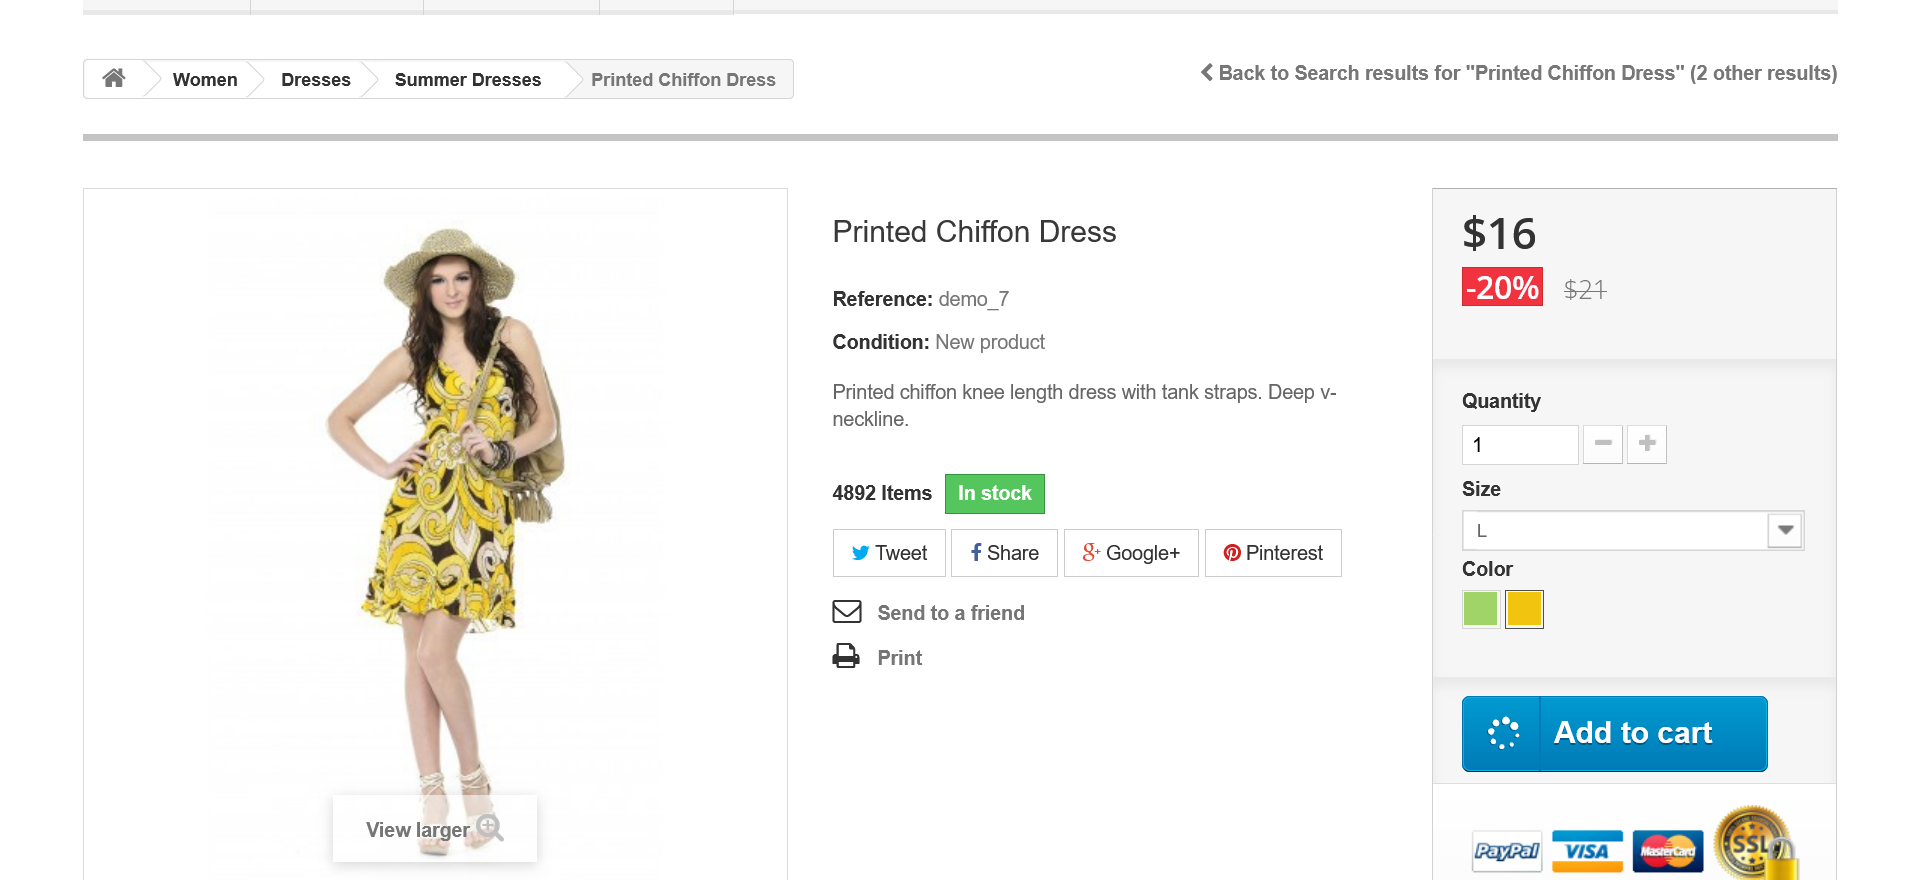 Women
Dresses
Summer Dresses
Printed Chiffon Dress
Back to Search results for "Printed Chiffon Dress" (2 other results)
View larger
Printed Chiffon Dress
Reference: demo_7
Condition: New product
Printed chiffon knee length dress with tank straps. Deep v-
neckline.
4892 Items In stock
Tweet
Share
Google+
Pinterest
Send to a friend
Print
$16
-20% $21
Quantity
1
Size
L
Color
Add to cart
PayPal
VISA
MasterCard
SSL